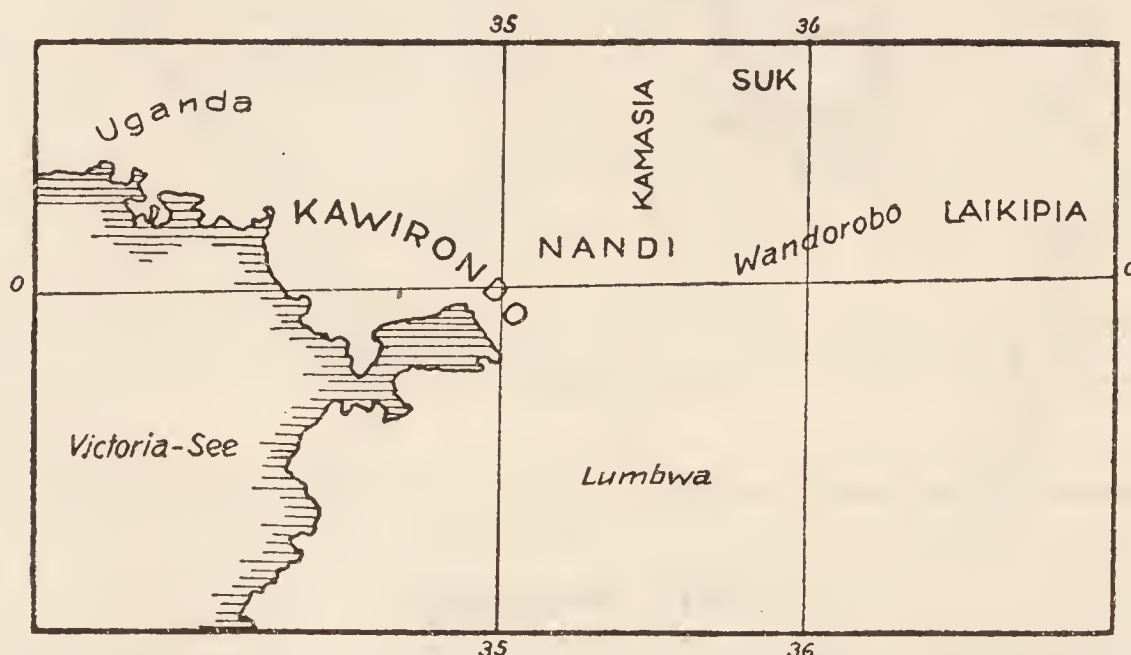 35 36
SUK
Uganda
KAMASIA
KAWIRONDO
NANDI
Wandorobo
LAIKIPIA
0 0
Victoria-See
Lumbwa
35 36